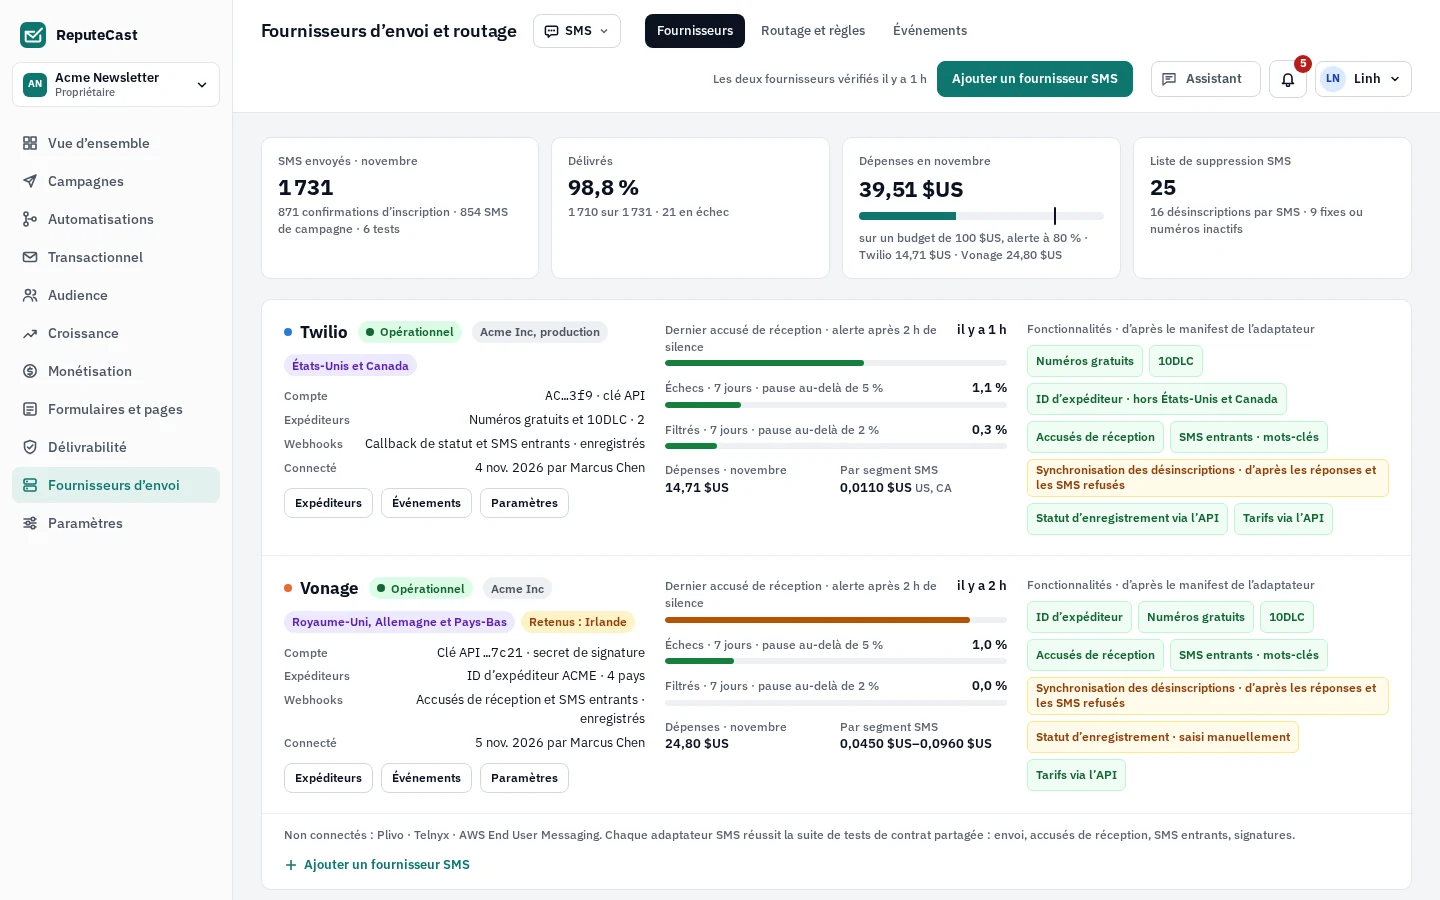 ReputeCast
AN
Acme Newsletter
Propriétaire
Vue d’ensemble
Campagnes
Automatisations
Transactionnel
Audience
Croissance
Monétisation
Formulaires et pages
Délivrabilité
Fournisseurs d’envoi
Paramètres
Fournisseurs d’envoi et routage
SMS
Fournisseurs
Routage et règles
Événements
Les deux fournisseurs vérifiés il y a 1 h
Ajouter un fournisseur SMS
Assistant
5
LN
Linh
SMS envoyés · novembre
1 731
871 confirmations d’inscription · 854 SMS
de campagne · 6 tests
Délivrés
98,8 %
1 710 sur 1 731 · 21 en échec
Dépenses en novembre
39,51 $US
sur un budget de 100 $US, alerte à 80 % ·
Twilio 14,71 $US · Vonage 24,80 $US
Liste de suppression SMS
25
16 désinscriptions par SMS · 9 fixes ou
numéros inactifs
Twilio
Opérationnel
Acme Inc, production
États-Unis et Canada
Compte
AC…3f9 · clé API
Expéditeurs
Numéros gratuits et 10DLC · 2
Webhooks
Callback de statut et SMS entrants · enregistrés
Connecté
4 nov. 2026 par Marcus Chen
Expéditeurs
Événements
Paramètres
Dernier accusé de réception · alerte après 2 h de
silence
il y a 1 h
Échecs · 7 jours · pause au-delà de 5 %
1,1 %
Filtrés · 7 jours · pause au-delà de 2 %
0,3 %
Dépenses · novembre
14,71 $US
Par segment SMS
0,0110 $US US, CA
Fonctionnalités · d’après le manifest de l’adaptateur
Numéros gratuits
10DLC
ID d’expéditeur · hors États-Unis et Canada
Accusés de réception
SMS entrants · mots-clés
Synchronisation des désinscriptions · d’après les réponses et
les SMS refusés
Statut d’enregistrement via l’API
Tarifs via l’API
Vonage
Opérationnel
Acme Inc
Royaume-Uni, Allemagne et Pays-Bas
Retenus : Irlande
Compte
Clé API …7c21 · secret de signature
Expéditeurs
ID d’expéditeur ACME · 4 pays
Webhooks
Accusés de réception et SMS entrants ·
enregistrés
Connecté
5 nov. 2026 par Marcus Chen
Expéditeurs
Événements
Paramètres
Dernier accusé de réception · alerte après 2 h de
silence
il y a 2 h
Échecs · 7 jours · pause au-delà de 5 %
1,0 %
Filtrés · 7 jours · pause au-delà de 2 %
0,0 %
Dépenses · novembre
24,80 $US
Par segment SMS
0,0450 $US–0,0960 $US
Fonctionnalités · d’après le manifest de l’adaptateur
ID d’expéditeur
Numéros gratuits
10DLC
Accusés de réception
SMS entrants · mots-clés
Synchronisation des désinscriptions · d’après les réponses et
les SMS refusés
Statut d’enregistrement · saisi manuellement
Tarifs via l’API
Non connectés : Plivo · Telnyx · AWS End User Messaging. Chaque adaptateur SMS réussit la suite de tests de contrat partagée : envoi, accusés de réception, SMS entrants, signatures.
Ajouter un fournisseur SMS